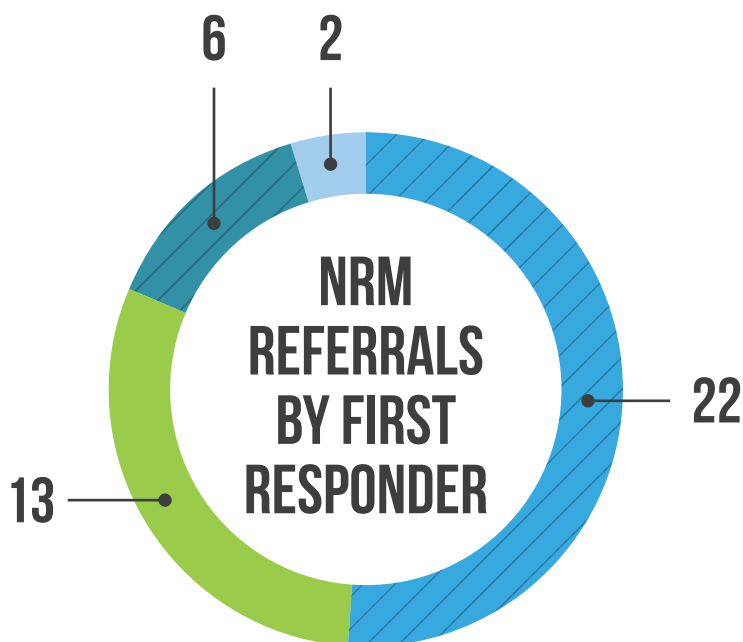 6
2
NRM
REFERRALS
BY FIRST
RESPONDER
22
13